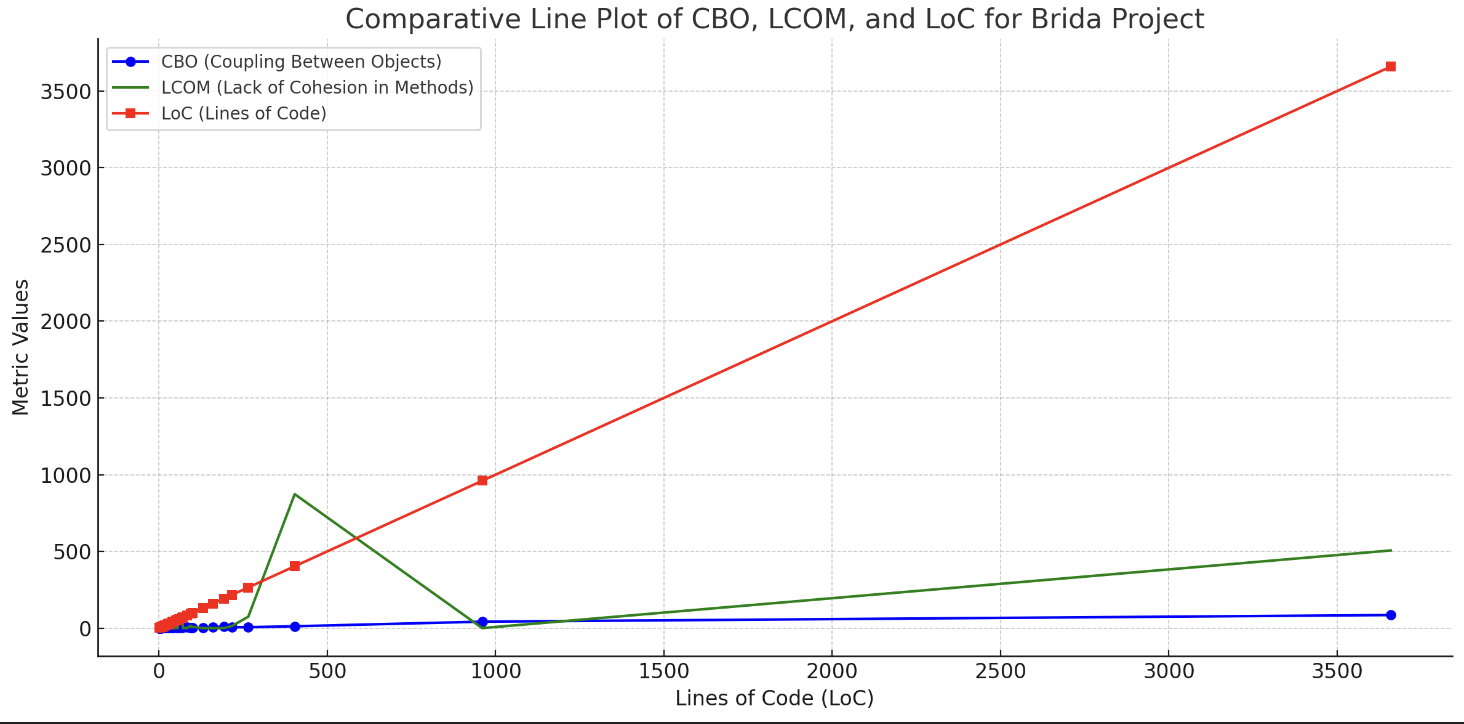 Comparative Line Plot of CBO, LCOM, and LoC for Brida Project
CBO (Coupling Between Objects)
LCOM (Lack of Cohesion in Methods)
LoC (Lines of Code)
Metric Values
3500
3000
2500
2000
1500
1000
500
0
0 500 1000 1500 2000 2500 3000 3500
Lines of Code (LoC)